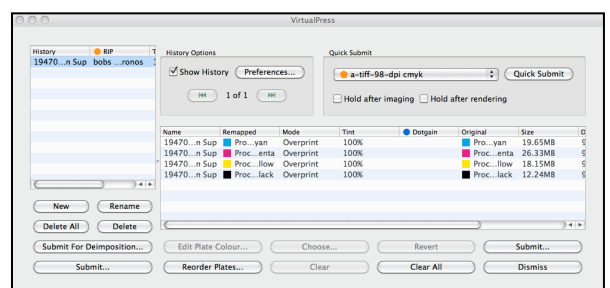 VirtualPress
History RIP T
19470...n Sup bobs ...ronos
History Options
Show History Preferences...
1 of 1
Quick Submit
a-tiff-98-dpi cmyk Quick Submit
Hold after imaging Hold after rendering
Name Remapped Mode Tint Dotgain Original Size D
19470...n Sup Pro...yan Overprint 100% Pro...yan 19.65MB 9
19470...n Sup Proc...enta Overprint 100% Proc...enta 26.33MB 9
19470...n Sup Proc...llow Overprint 100% Proc...llow 18.15MB 9
19470...n Sup Proc...lack Overprint 100% Proc...lack 12.24MB 9
New Rename
Delete All Delete
Submit For Deimposition... Edit Plate Colour... Choose... Revert Submit...
Submit... Reorder Plates... Clear Clear All Dismiss